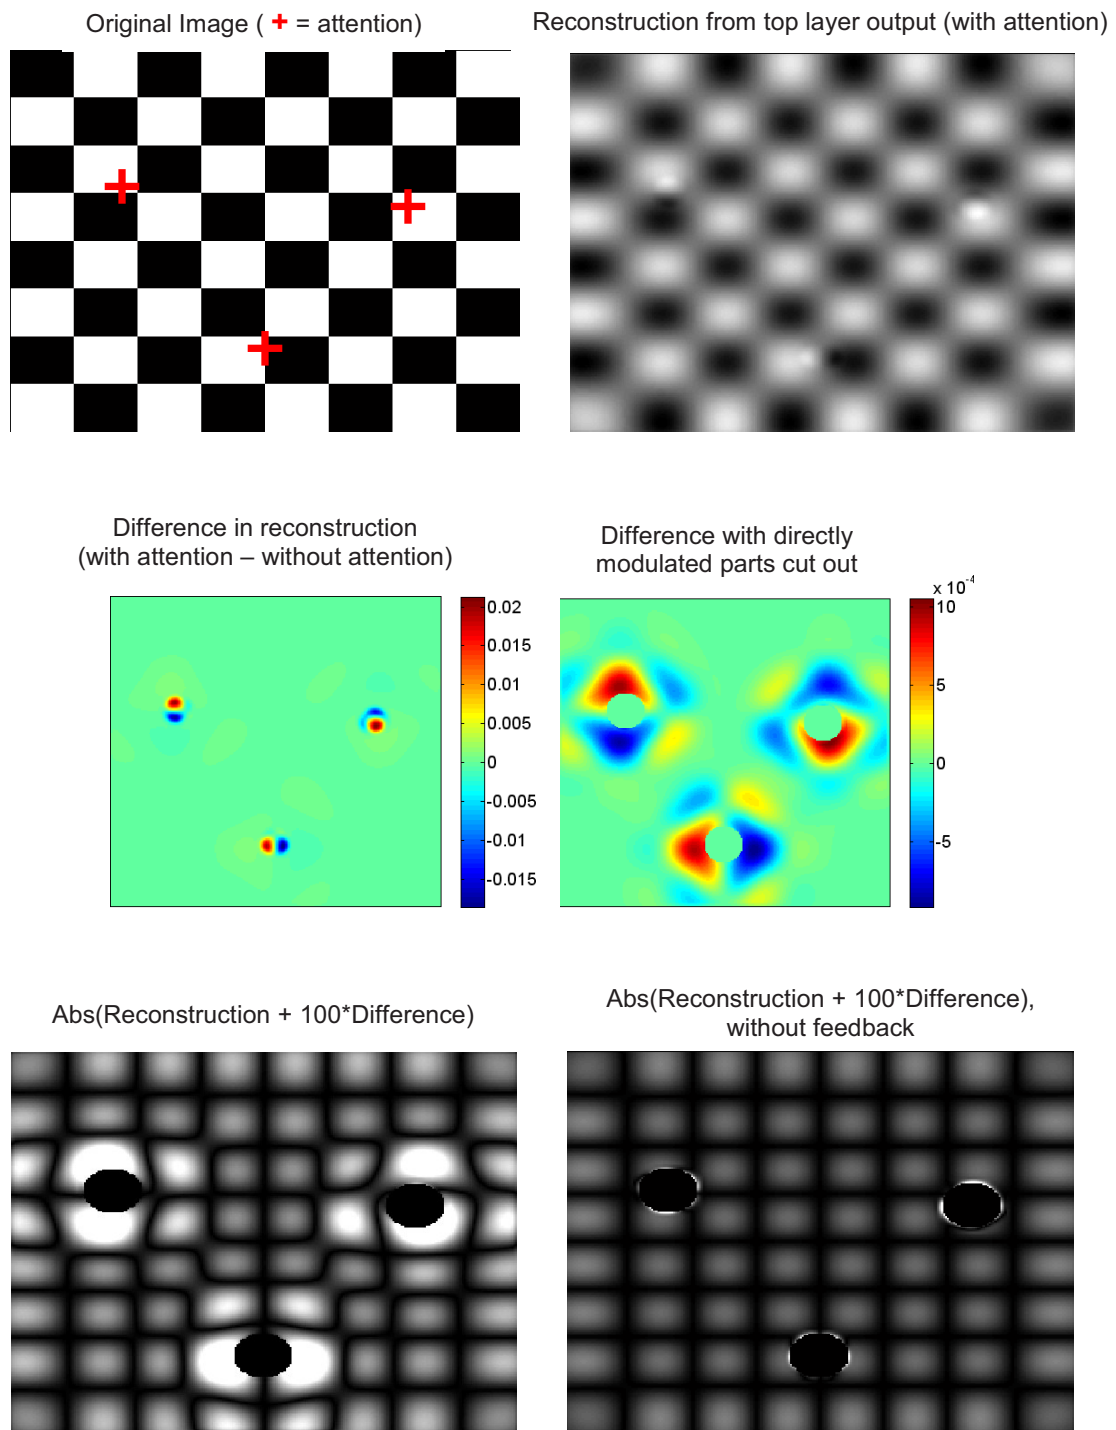 Original Image ( + = attention)
Reconstruction from top layer output (with attention)
Difference in reconstruction
(with attention – without attention)
Difference with directly
modulated parts cut out
x 10-4
0.02
0.015
0.01
0.005
0
-0.005
-0.01
-0.015
10
5
0
-5
Abs(Reconstruction + 100*Difference)
Abs(Reconstruction + 100*Difference),
without feedback